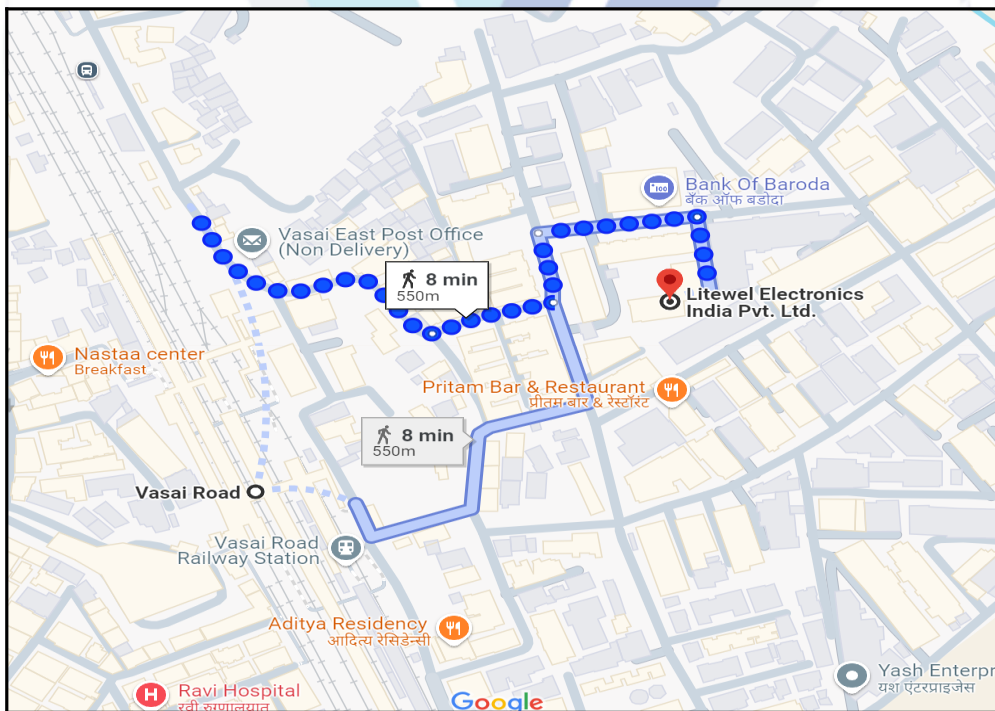 Bank Of Baroda
बँक ऑफ बडोदा
Vasai East Post Office
(Non Delivery)
8 min
550m
Litewel Electronics
India Pvt. Ltd.
Nastaa center
Breakfast
Pritam Bar & Restaurant
प्रीतम बार & रेस्टॉरंट
8 min
550m
Vasai Road
Vasai Road
Railway Station
Aditya Residency
आदित्य रेसिडेन्सी
Yash Enterpr
यश एंटरप्राइजेस
Ravi Hospital
रवी रुग्णालयात
H
Google